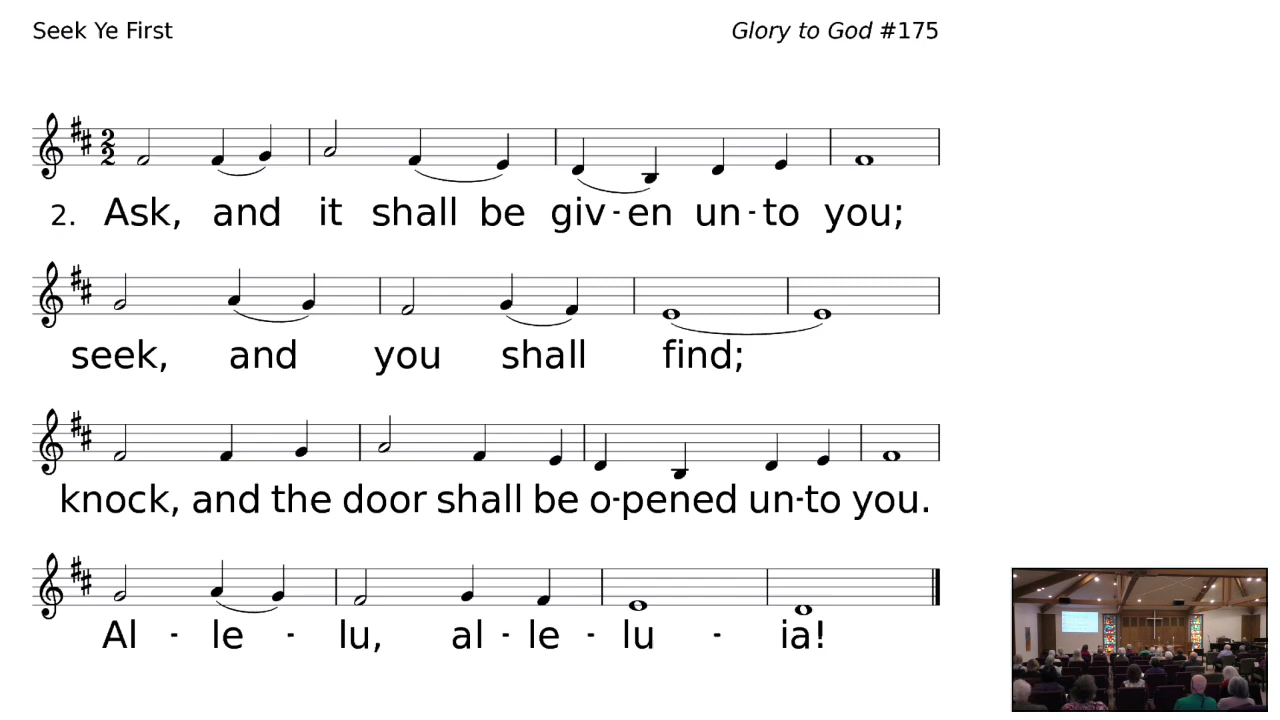 Seek Ye First
Glory to God #175
2. Ask, and it shall be giv-en un-to you;
seek, and you shall find;
knock, and the door shall be o-pened un-to you.
Al - le - lu, al - le - lu - ia!